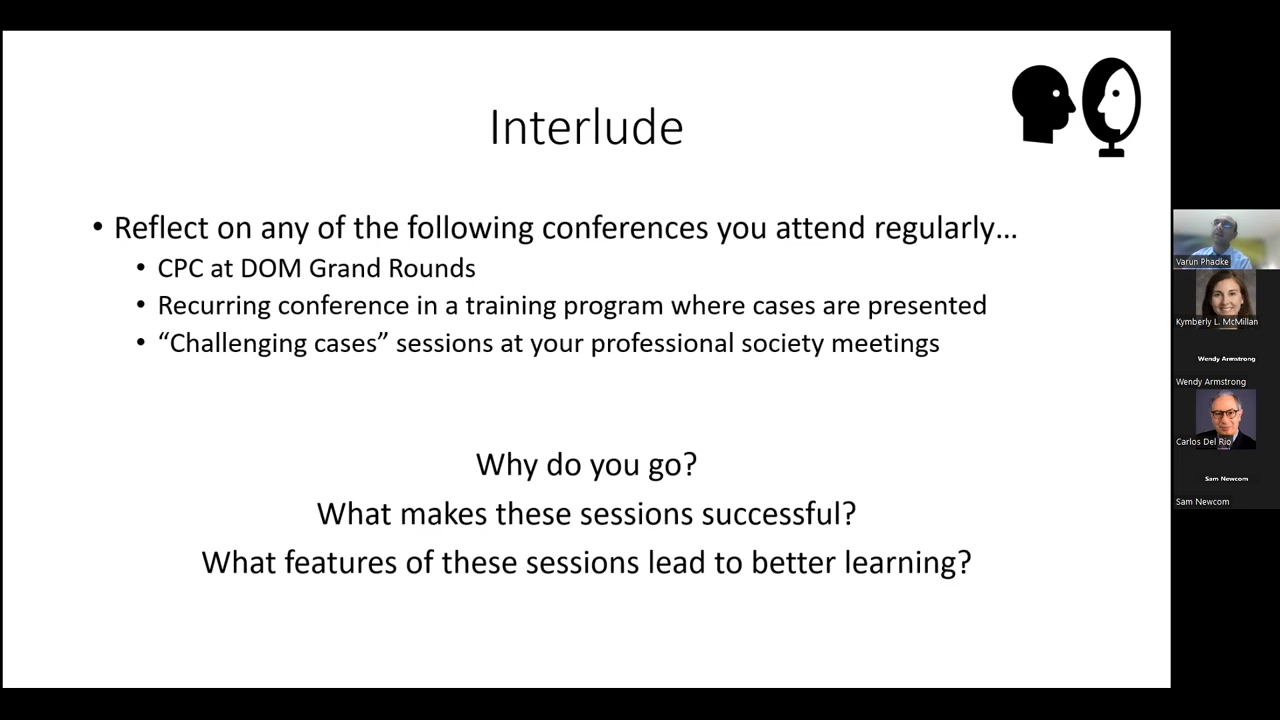 Interlude
• Reflect on any of the following conferences you attend regularly…
• CPC at DOM Grand Rounds
• Recurring conference in a training program where cases are presented
• “Challenging cases” sessions at your professional society meetings
Why do you go?
What makes these sessions successful?
What features of these sessions lead to better learning?
Varun Phadke
Kymberly L. McMillan
Wendy Armstrong
Wendy Armstrong
Carlos Del Rio
Sam Newcom
Sam Newcom